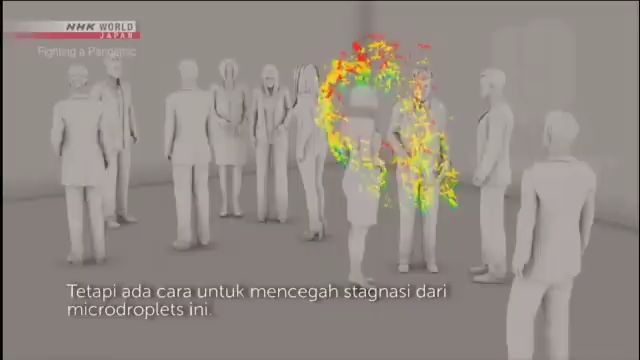 NHK WORLD
JAPAN
Fighting a Pandemic
Tetapi ada cara untuk mencegah stagnasi dari
microdroplets ini.